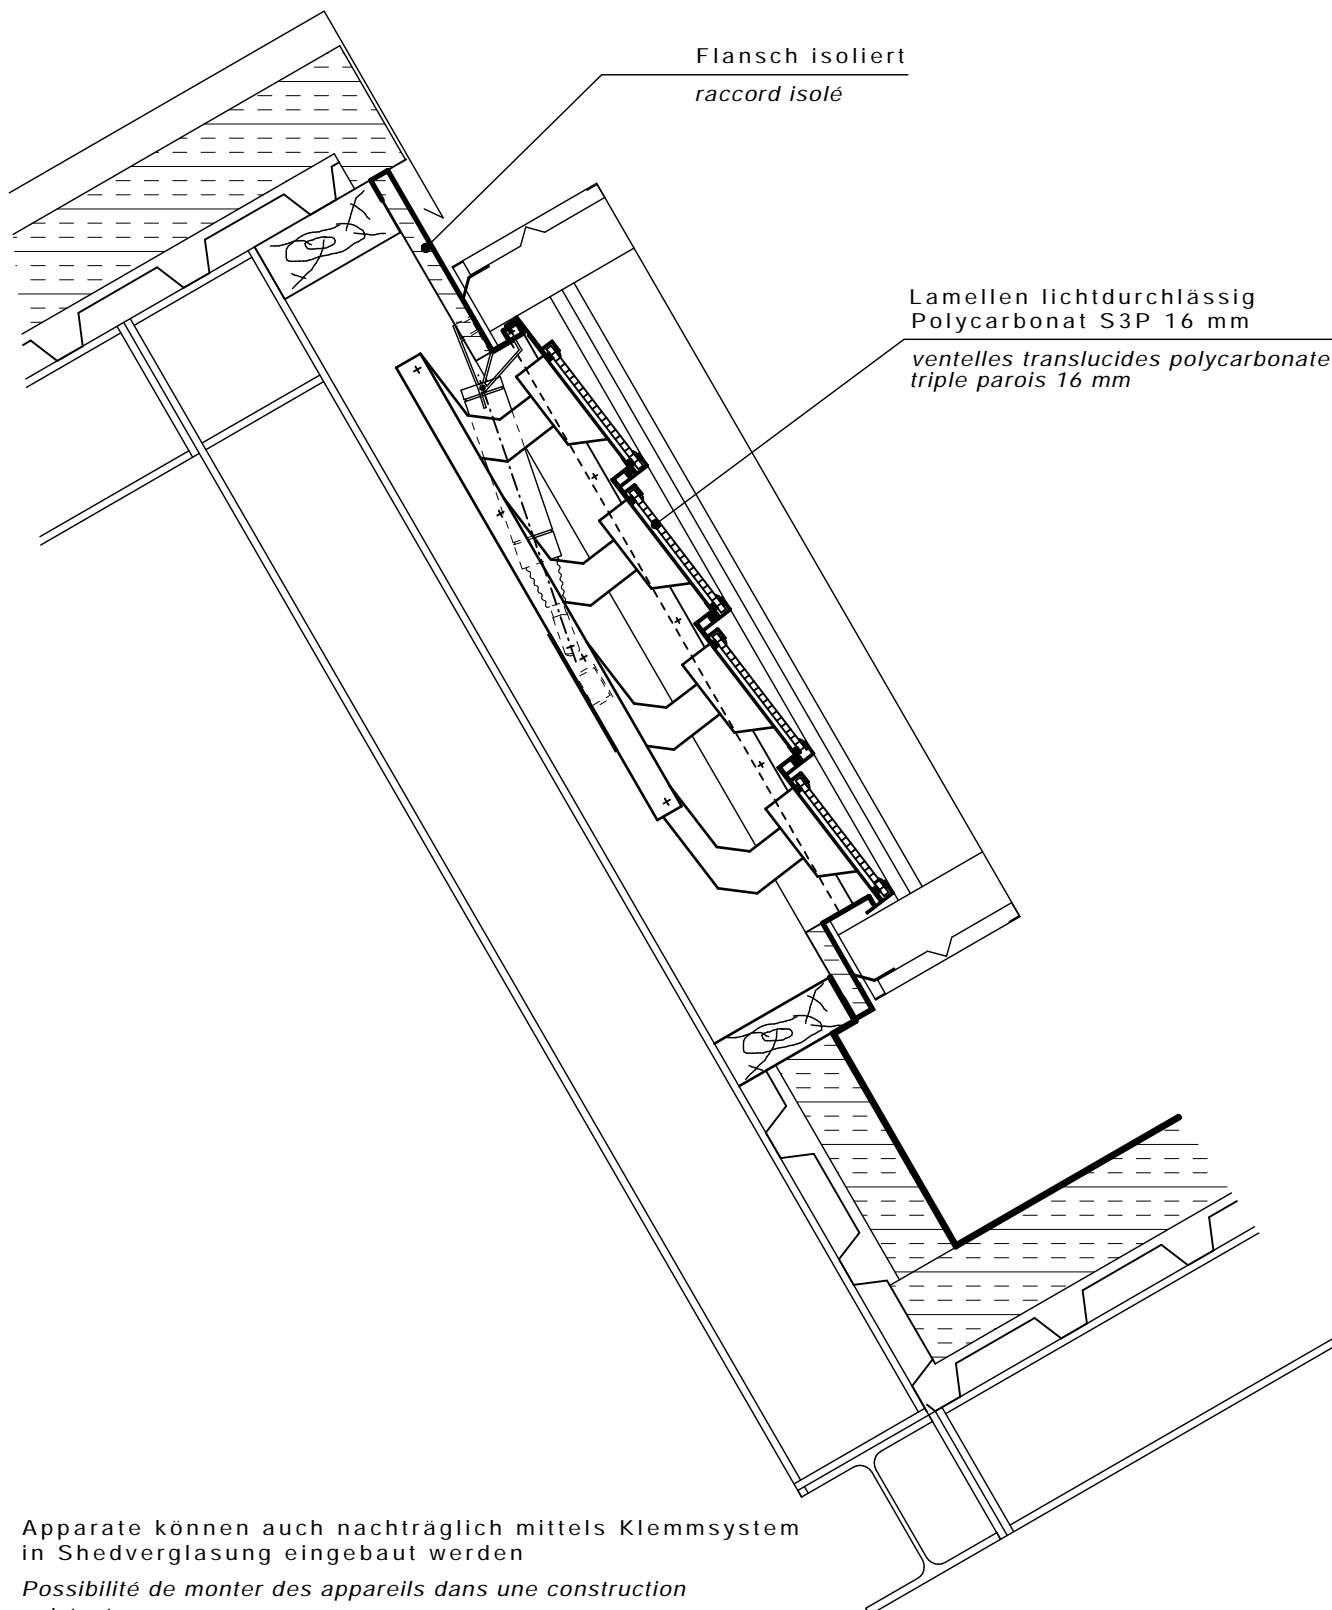 Flansch isoliert
raccord isolé
Lamellen lichtdurchlässig
Polycarbonat S3P 16 mm
ventelles translucides polycarbonate
triple parois 16 mm
Apparate können auch nachträglich mittels Klemmsystem
in Shedverglasung eingebaut werden
Possibilité de monter des appareils dans une construction